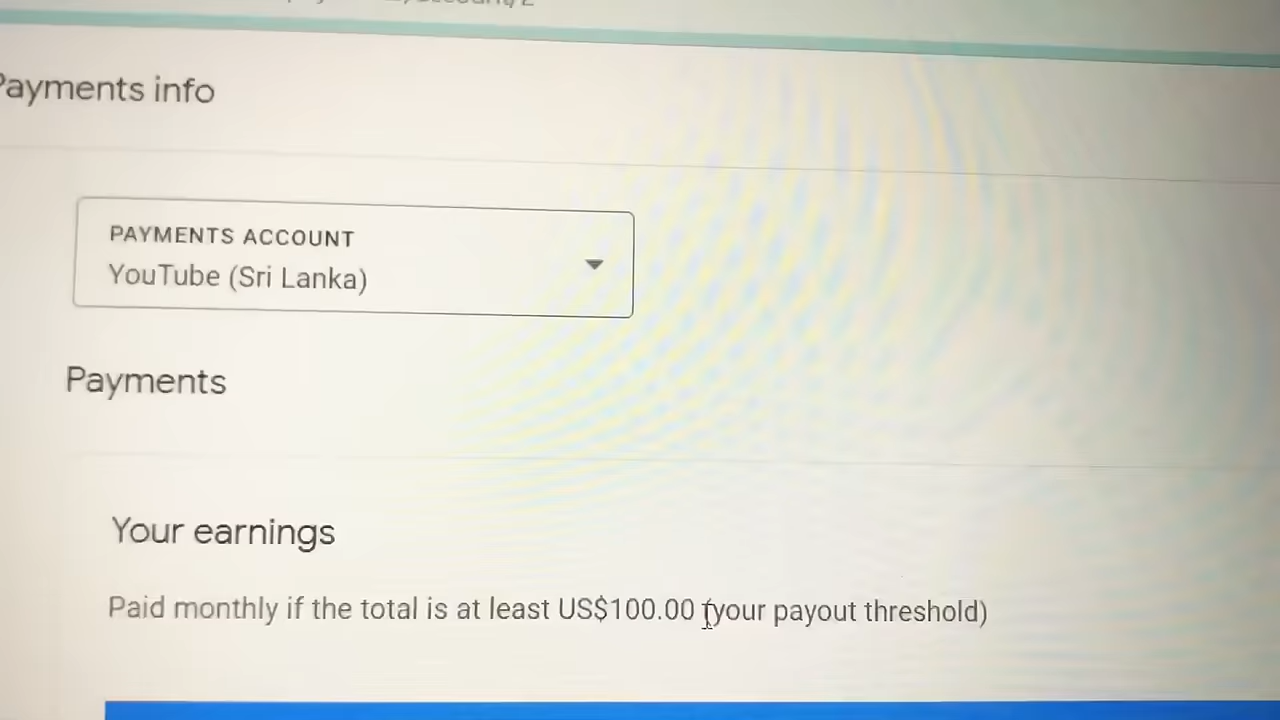 Payments info
PAYMENTS ACCOUNT
YouTube (Sri Lanka)
Payments
Your earnings
Paid monthly if the total is at least US$100.00 (your payout threshold)